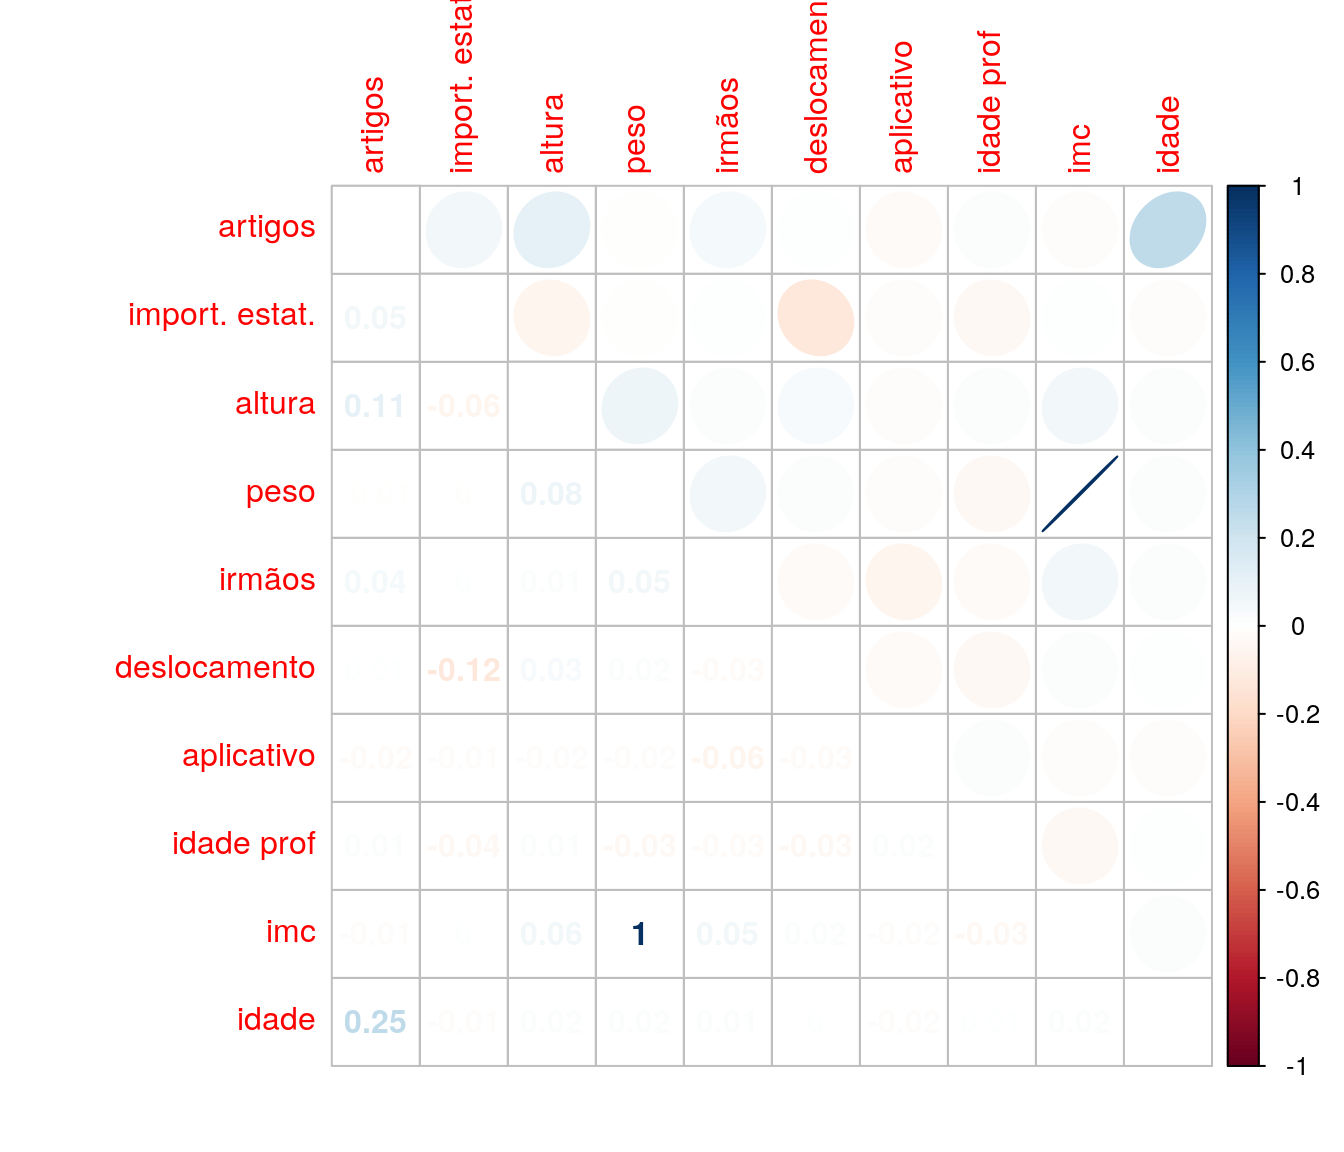 artigos import. estat deslocamen altura peso irmãos aplicativo idade prof imc idade
artigos
import. estat. 0.05
altura 0.11 -0.06
peso 0.08
irmãos 0.04 0.01 0.05
deslocamento -0.12 0.03 0.02 -0.03
aplicativo -0.02 -0.01 -0.02 -0.02 -0.06 -0.03
idade prof 0.01 -0.04 0.01 -0.03 -0.03 -0.03 0.02
imc -0.01 0.06 1 0.05 0.02 -0.02 -0.03
idade 0.25 -0.01 0.02 0.02 0.01 -0.02 0.02
1
0.8
0.6
0.4
0.2
0
-0.2
-0.4
-0.6
-0.8
-1